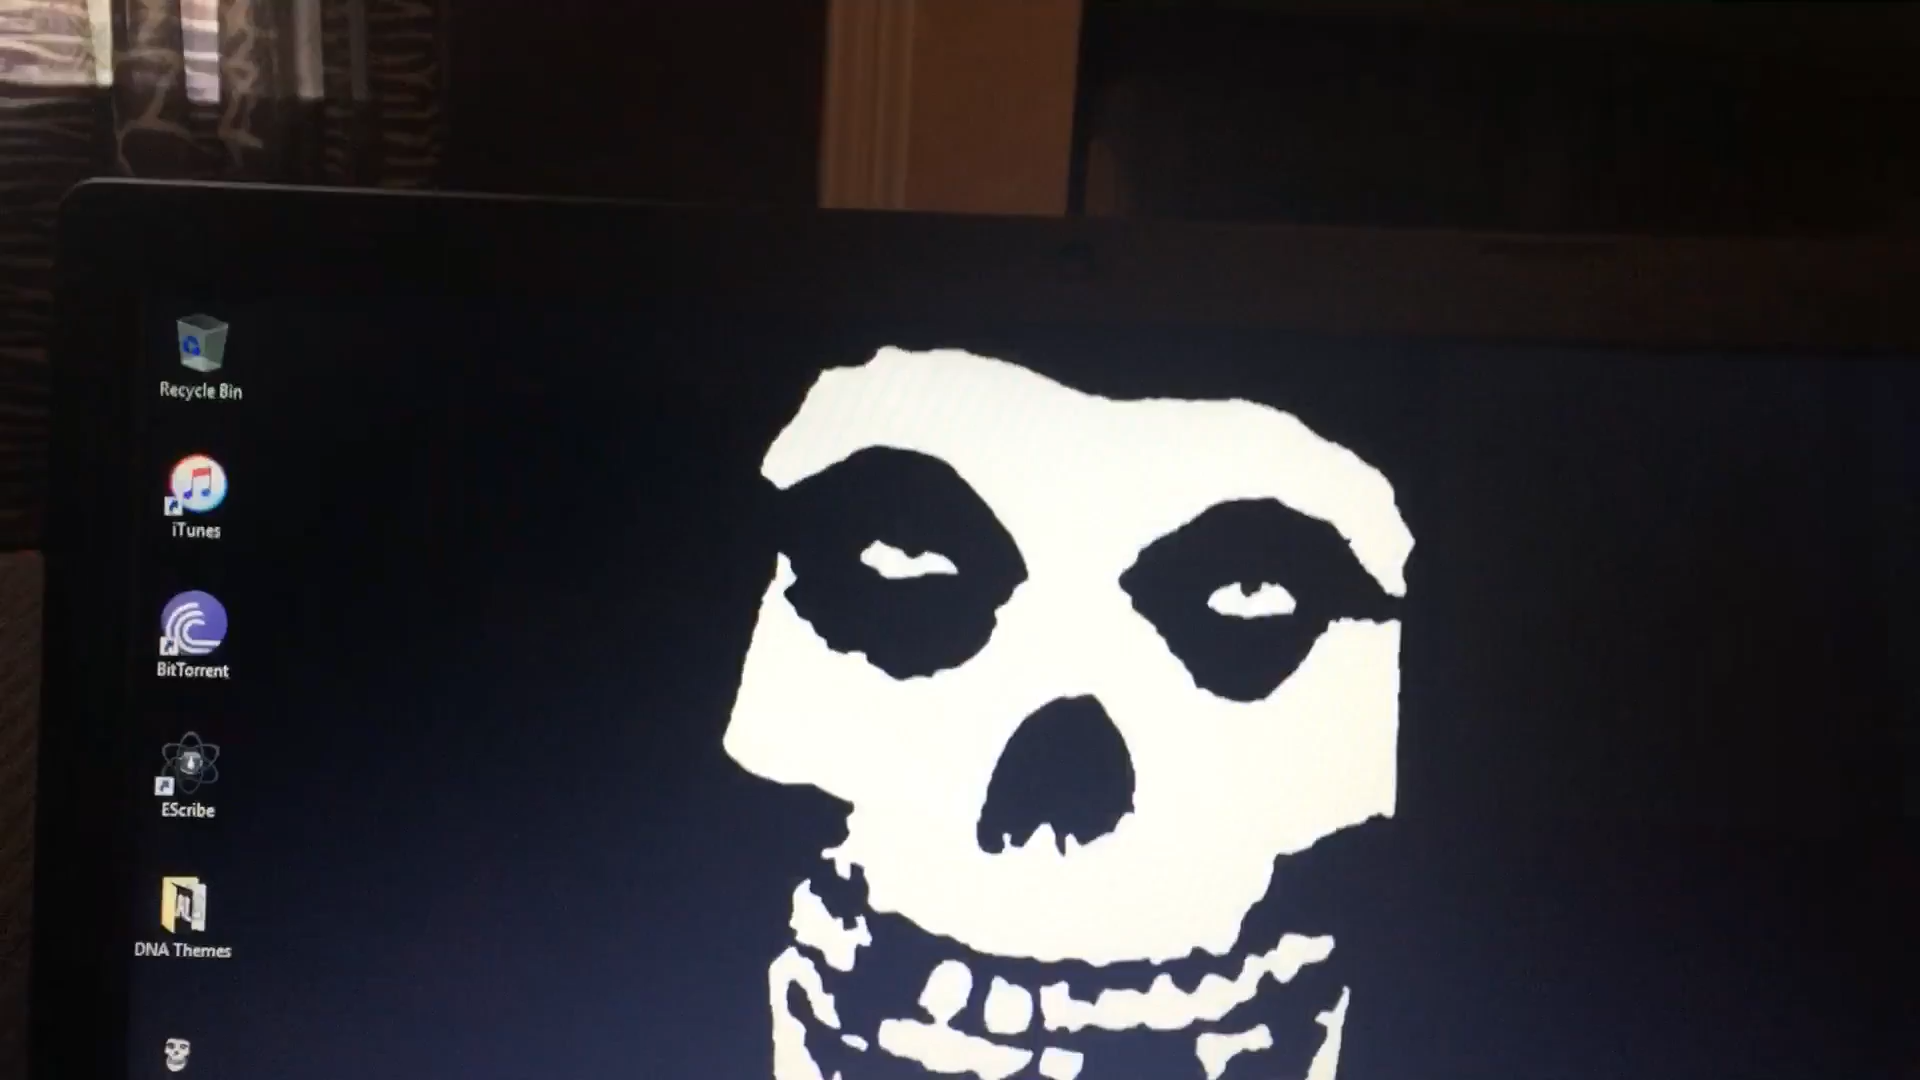 Recycle Bin
iTunes
BitTorrent
EScribe
DNA Themes